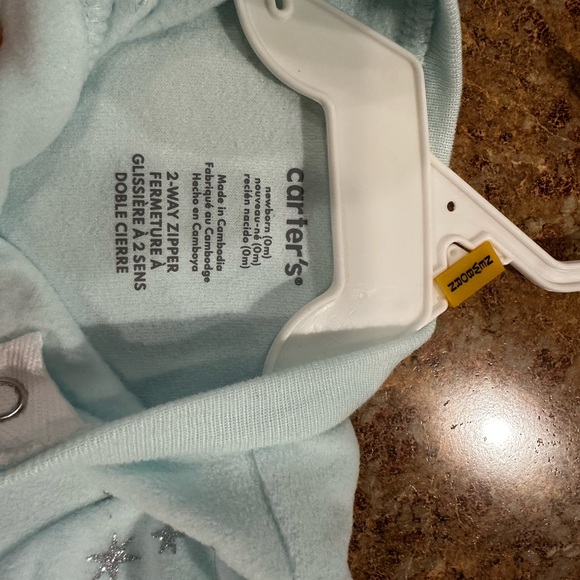 carter's®
newborn (0m)
nouveau-né (0m)
recién nacido (0m)
Made in Cambodia
Fabriqué au Cambodge
Hecho en Camboya
2-WAY ZIPPER
FERMETURE À
GLISSIÈRE À 2 SENS
DOBLE CIERRE
NEWBORN